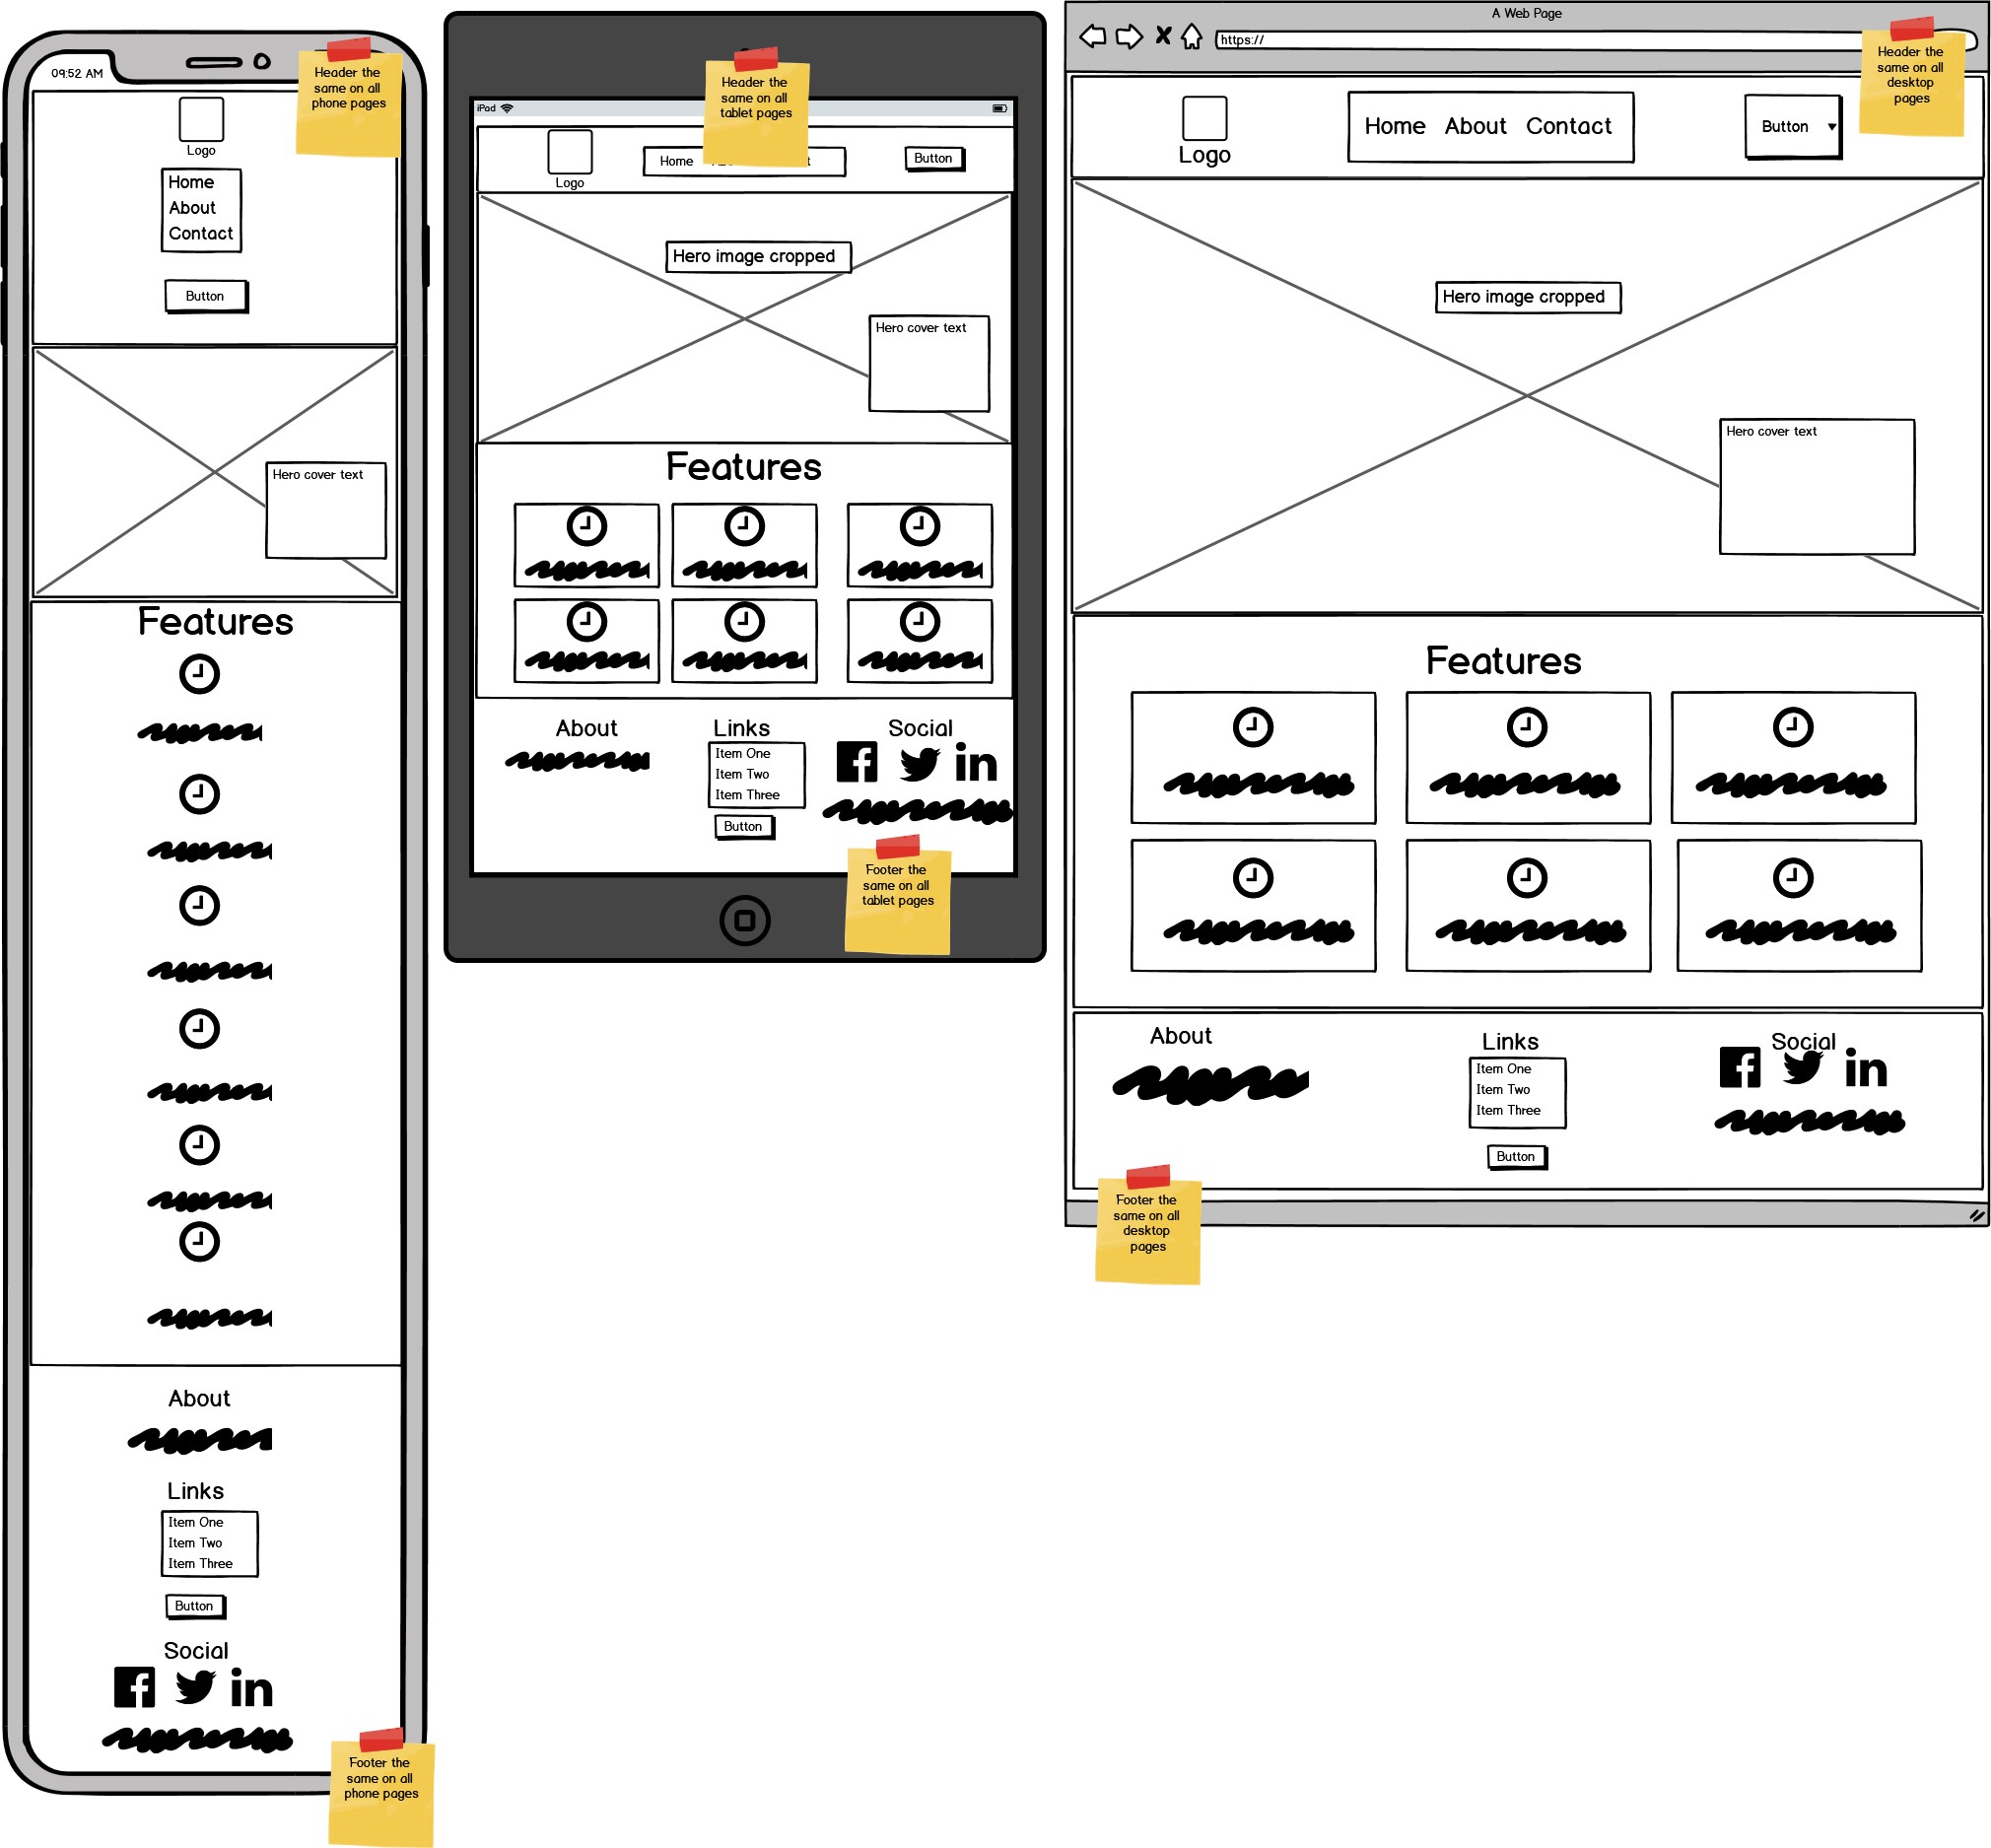 09:52 AM
Header the
same on all
phone pages
Logo
Home
About
Contact
Button
Hero cover text
Features
About
Links
Item One
Item Two
Item Three
Button
Social
Footer the
same on all
phone pages
iPad
Header the
same on all
tablet pages
Logo
Home
Button
Hero image cropped
Hero cover text
Features
About
Links
Social
Item One
Item Two
Item Three
Button
Footer the
same on all
tablet pages
A Web Page
https://
Header the
same on all
desktop
pages
Logo
Home About Contact
Button
Hero image cropped
Hero cover text
Features
About
Links
Social
Item One
Item Two
Item Three
Button
Footer the
same on all
desktop
pages